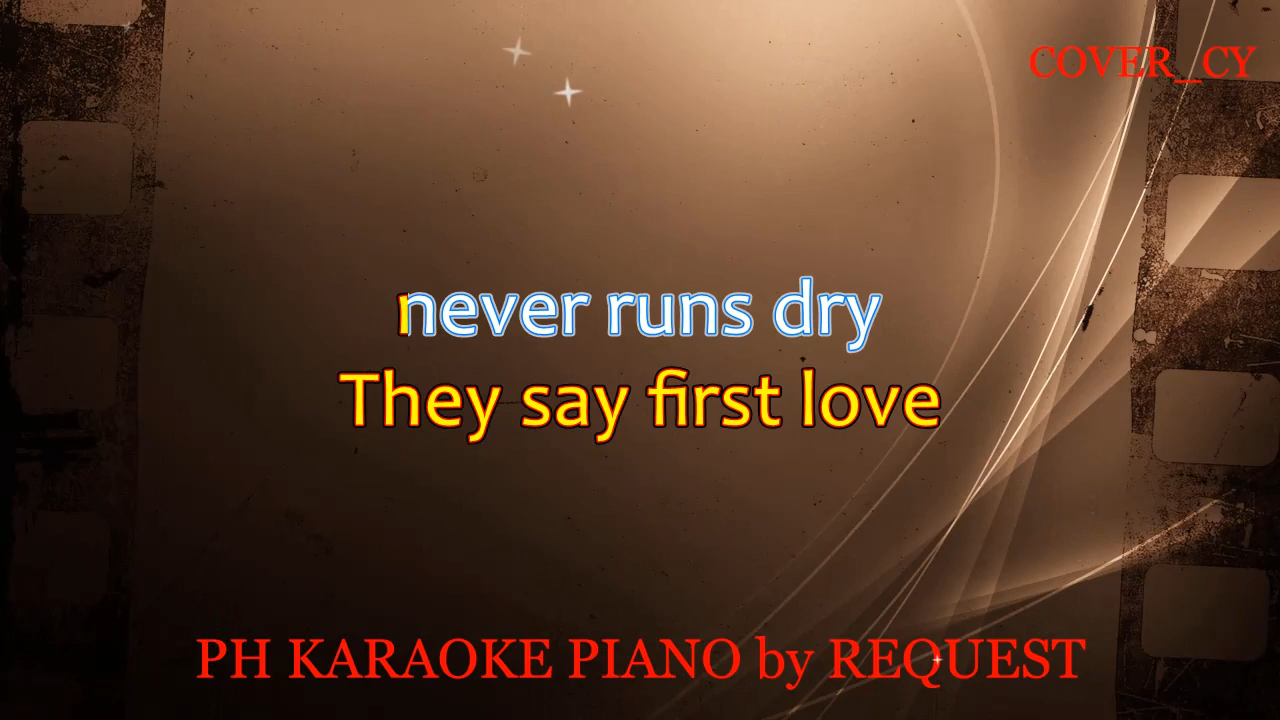 COVER_CY
never runs dry
They say first love
PH KARAOKE PIANO by REQUEST